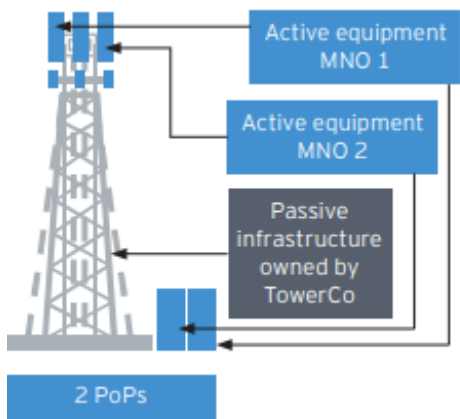 Active equipment
MNO 1
Active equipment
MNO 2
Passive
infrastructure
owned by
TowerCo
2 PoPs